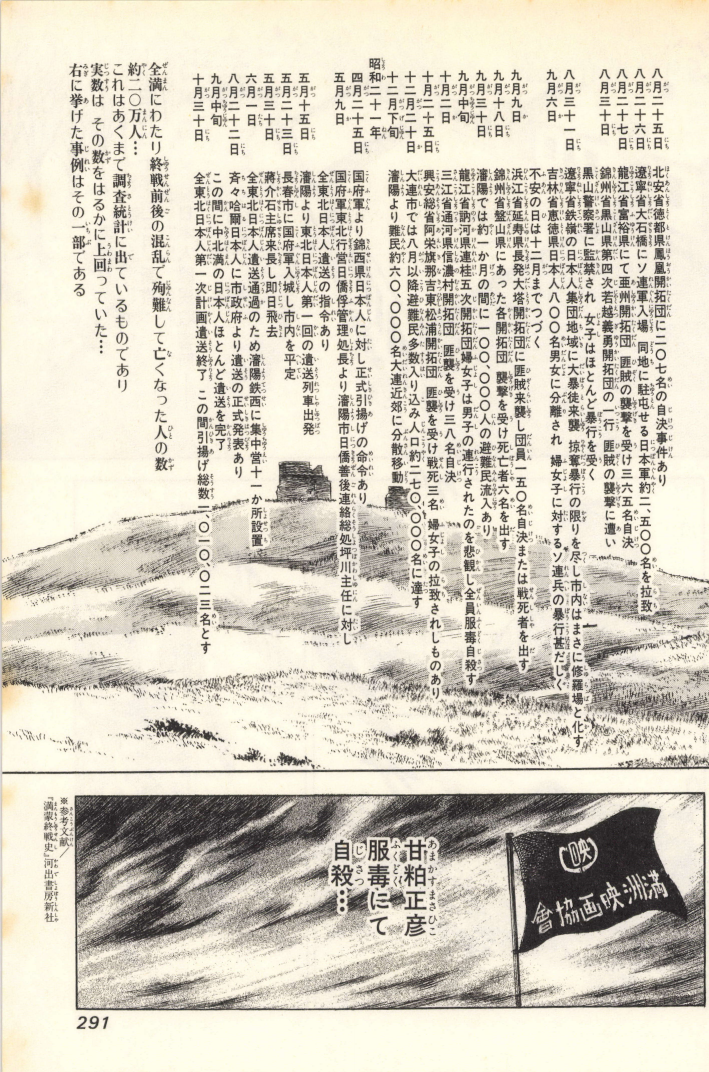 八月二十五日 北安省德都県鳳凰開拓団に二〇七名の自決事件あり
八月二十六日 遼寧省大石橋にソ連軍入場 同地に駐屯せる日本軍約二、五〇〇名を拉致
八月二十七日 龍江省富裕県にて亜州開拓団 匪賊の襲撃を受け三六五名自決
八月三十日 錦州省黒山県第四次若越義勇開拓団の一行 匪賊の襲撃に遭い
黒山警察署に監禁され 女子はほとんど暴行を受く
八月三十一日 遼寧省鉄嶺の日本人集団地域に大暴徒来襲 掠奪暴行の限りを尽し市内はまさに修羅場と化す
九月六日 吉林省恵徳県日本人八〇〇名男女に分離され 婦女子に対するソ連兵の暴行甚だしく
不安の日は十二月までつづく
九月九日 浜江省延寿県長発大塔開拓団に匪賊来襲し団員一五〇名自決または戦死者を出す
九月十八日 錦州省盤山県にあった各開拓団 襲撃を受け死亡者六名を出す
九月三十日 瀋陽では約一か月の間に一〇〇、〇〇〇人の避難民流入あり
九月中旬 龍江省訥河県連桂五次開拓団婦女子は男子の連行されたのを悲観し全員服毒自殺す
十月二日 三江省通河県信濃村開拓団 匪襲を受け三八名自決
十月二十五日 興安総省阿栄旗那吉東松浦開拓団 匪襲を受け戦死三名 婦女子の拉致されしものあり
十二月二十日 大連市では八月以降避難民多数入り込み人口約二七〇、〇〇〇名に達す
十二月下旬 瀋陽より難民約六〇、〇〇〇名大連近郊に分散移動
昭和二十一年
四月二十五日 国府軍より錦西県日本人に対し正式引揚げの命令あり
五月九日 国府軍東北行営日僑俘管理処長より瀋陽市日僑善後連絡総処坪川主任に対し
全東北日本人遣送の指令あり
五月十五日 瀋陽より東北日本人第一回の遣送列車出発
五月二十三日 長春市に国府軍入城し市内を平定
五月三十日 蔣介石主席来長し即日飛去
六月一日 全東北日本人遣送通過のため瀋陽鉄西に集中営十一か所設置
八月二十二日 斉々哈爾日本人に市政府より遣送の正式発表あり
九月中旬 この間に中北満の日本人ほとんど遣送を完了
十月三十日 全東北日本人第一次計画遣送終了 この間引揚げ総数一、〇一〇、〇二三名とす
全満にわたり終戦前後の混乱で殉難して亡くなった人の数
約二〇万人…
これはあくまで調査統計に出ているものであり
実数は その数をはるかに上回っていた…
右に挙げた事例はその一部である
映
満洲映画協会
甘粕正彦
服毒にて
自殺…
※参考文献／
『満蒙終戦史』河出書房新社
291